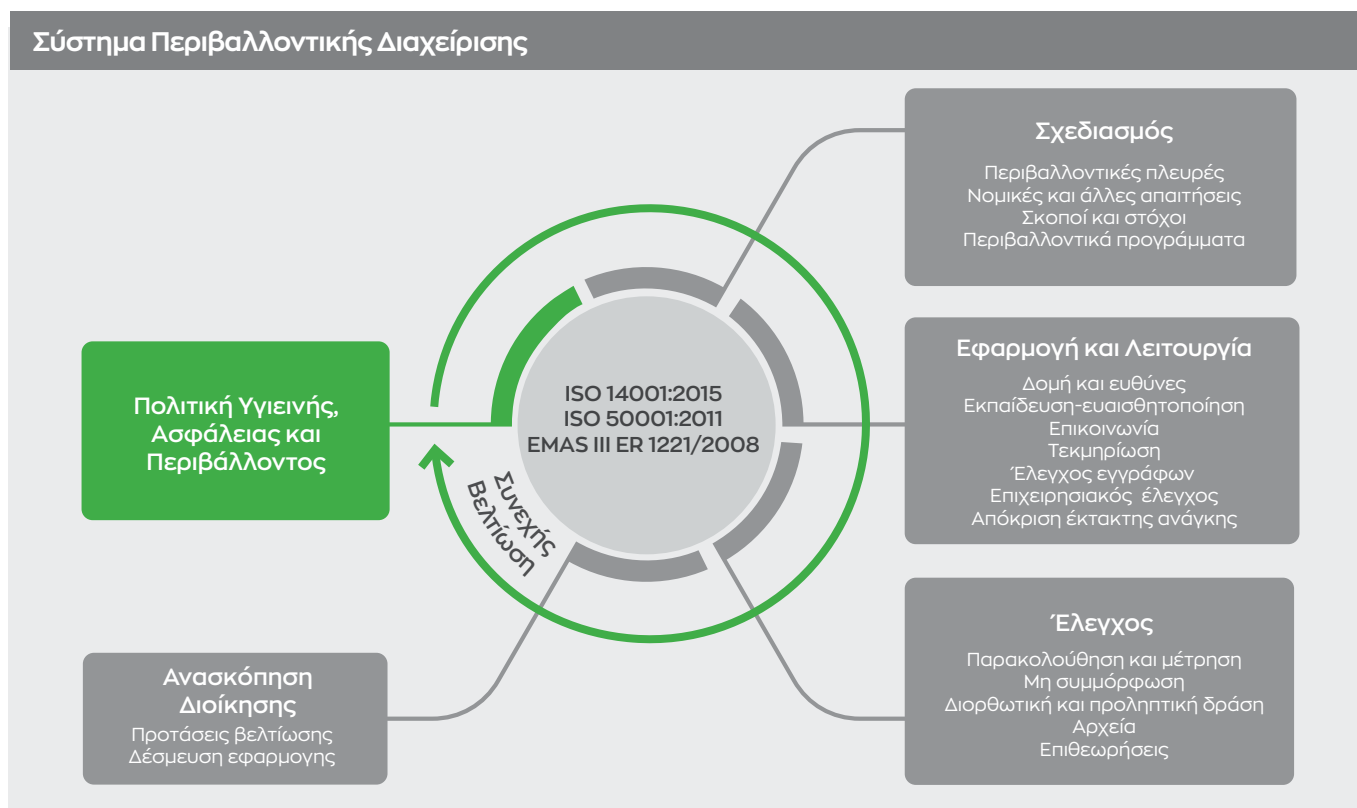 Σύστημα Περιβαλλοντικής Διαχείρισης
Πολιτική Υγιεινής,
Ασφάλειας και
Περιβάλλοντος
Σχεδιασμός
Περιβαλλοντικές πλευρές
Νομικές και άλλες απαιτήσεις
Σκοποί και στόχοι
Περιβαλλοντικά προγράμματα
Εφαρμογή και Λειτουργία
Δομή και ευθύνες
Εκπαίδευση-ευαισθητοποίηση
Επικοινωνία
Τεκμηρίωση
Έλεγχος εγγράφων
Επιχειρησιακός έλεγχος
Απόκριση έκτακτης ανάγκης
Έλεγχος
Παρακολούθηση και μέτρηση
Μη συμμόρφωση
Διορθωτική και προληπτική δράση
Αρχεία
Επιθεωρήσεις
Ανασκόπηση
Διοίκησης
Προτάσεις βελτίωσης
Δέσμευση εφαρμογης
ISO 14001:2015
ISO 50001:2011
EMAS III ER 1221/2008
Συνεχής
Βελτίωση